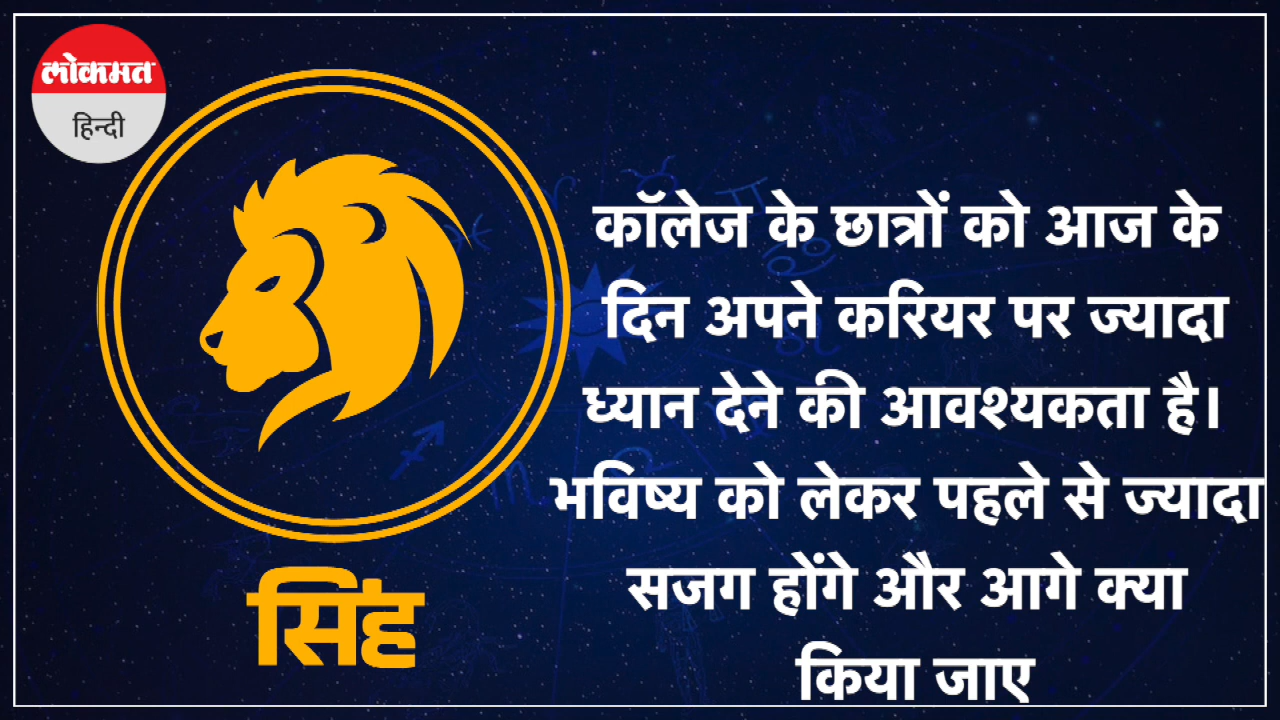 लोकमत
हिन्दी
कॉलेज के छात्रों को आज के
दिन अपने करियर पर ज्यादा
ध्यान देने की आवश्यकता है।
भविष्य को लेकर पहले से ज्यादा
सजग होंगे और आगे क्या
किया जाए
सिंह